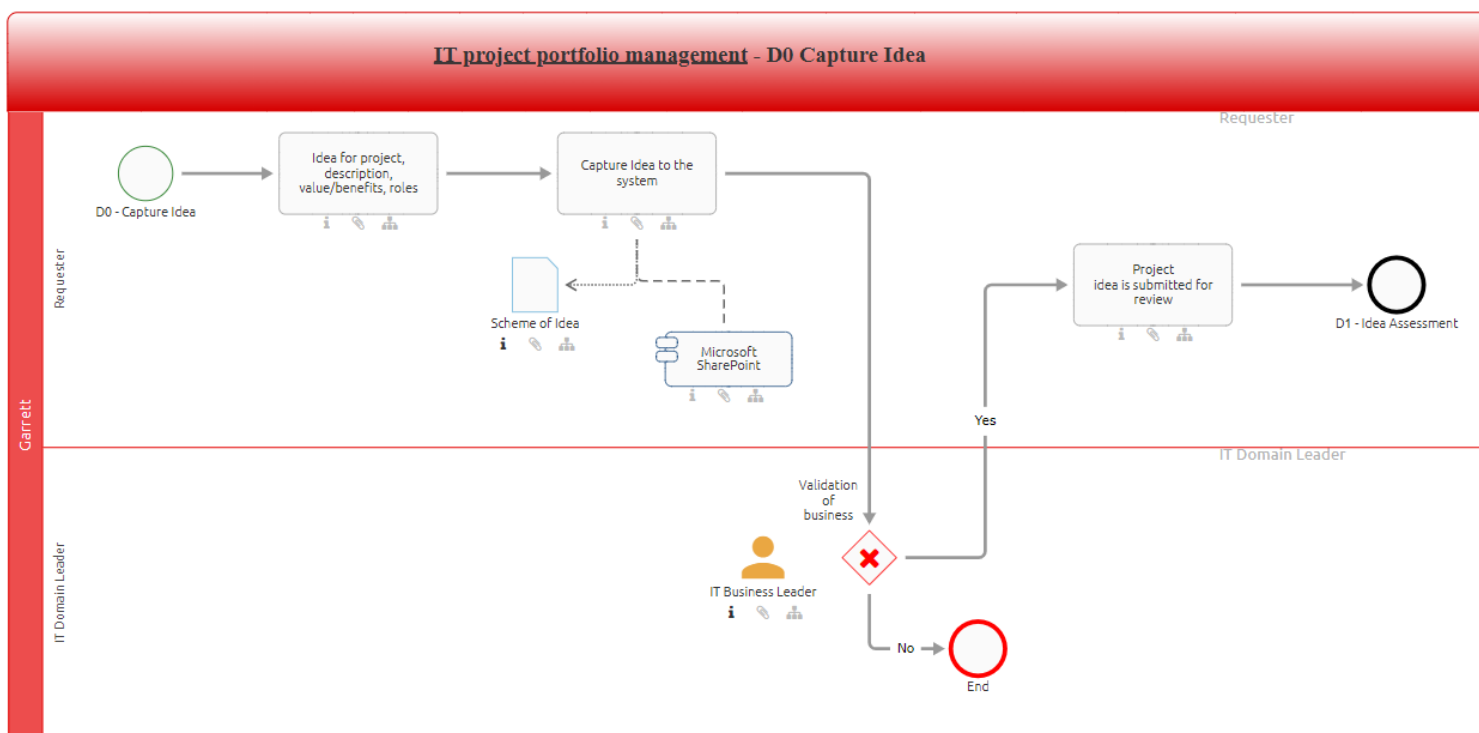 IT project portfolio management - D0 Capture Idea
Requester
Garrett
Requester
D0 - Capture Idea
Idea for project,
description,
value/benefits, roles
Capture Idea to the
system
Scheme of Idea
Microsoft
SharePoint
Project
idea is submitted for
review
D1 - Idea Assessment
Yes
IT Domain Leader
IT Domain Leader
Validation
of
business
IT Business Leader
No
End